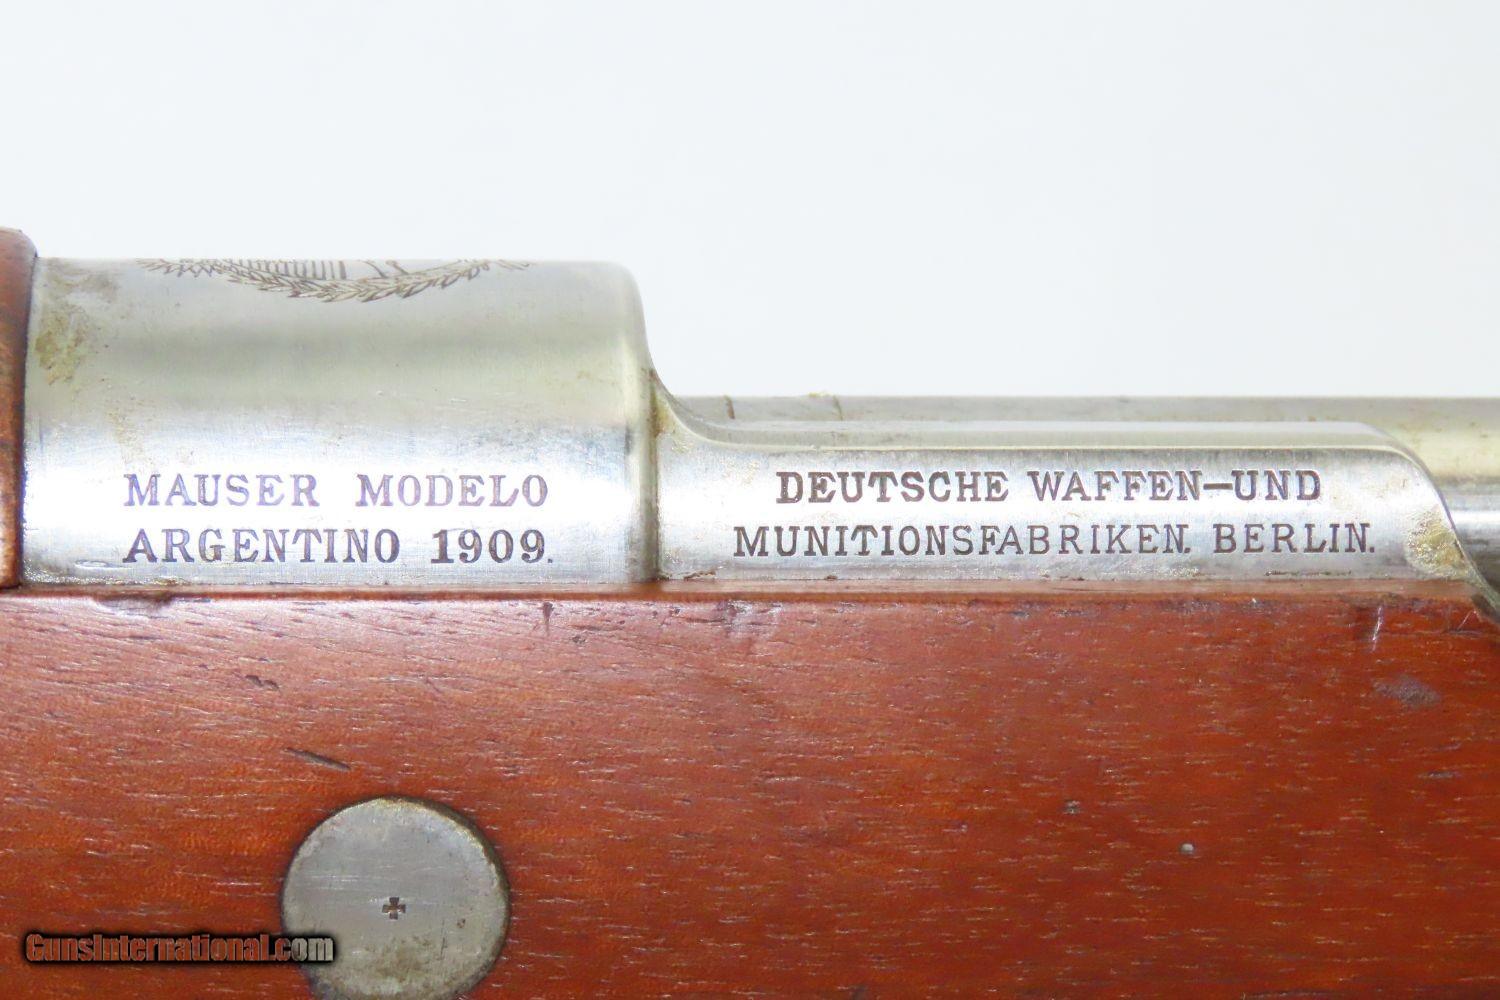 MAUSER MODELO
ARGENTINO 1909.
DEUTSCHE WAFFEN-UND
MUNITIONSFABRIKEN. BERLIN.
GunsInternational.com